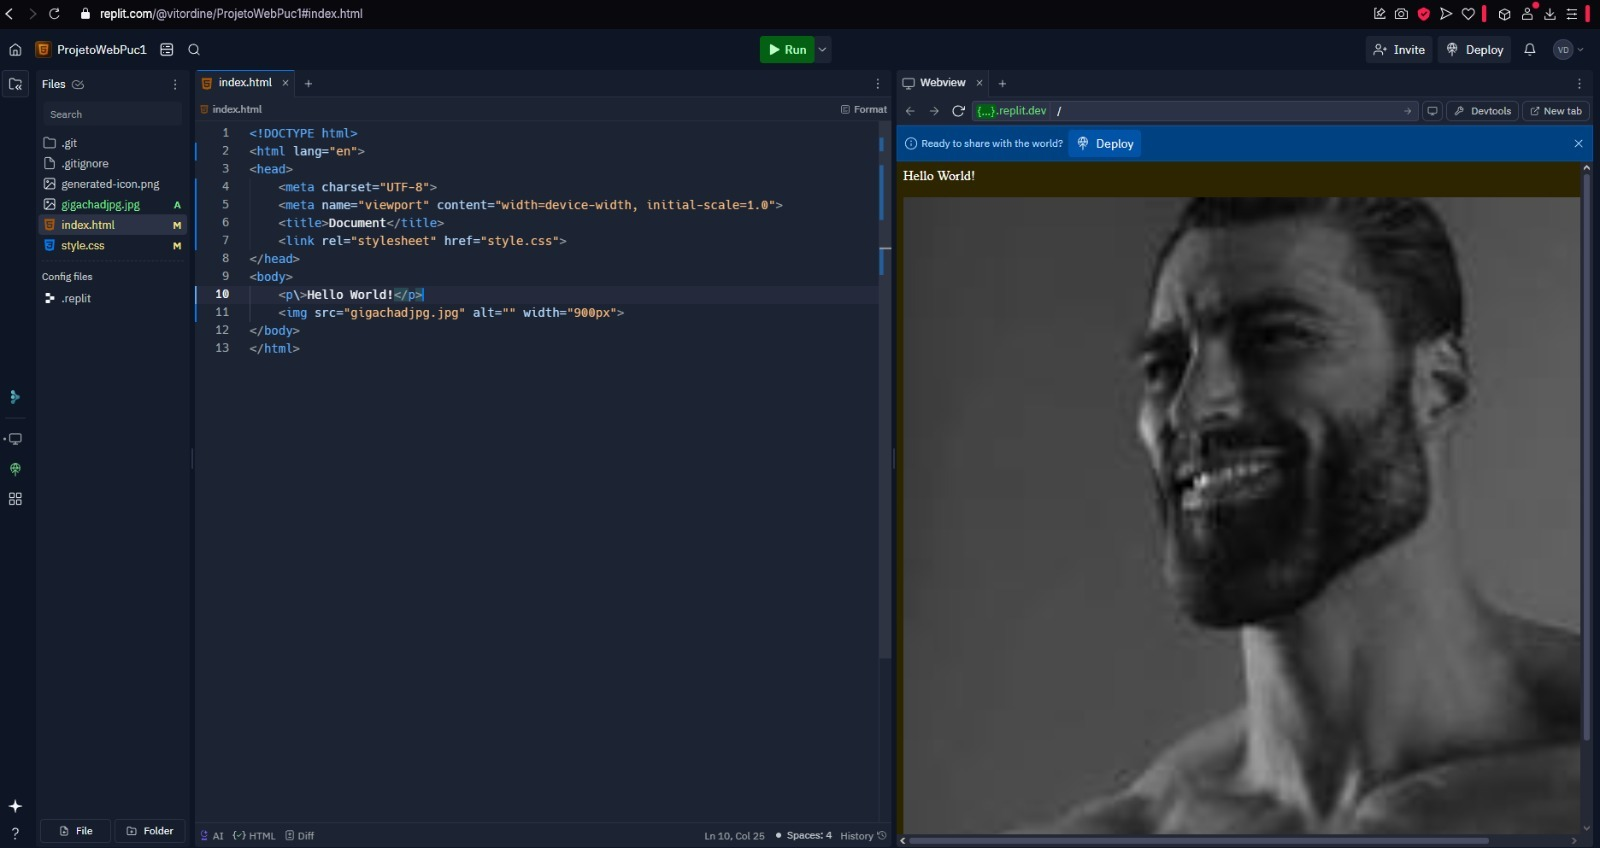 replit.com/@vitordine/ProjetoWebPuc1#index.html
ProjetoWebPuc1
Run
Invite
Deploy
VD
Files
Search
.git
.gitignore
generated-icon.png
gigachadjpg.jpg A
index.html M
style.css M
Config files
.replit
File
Folder
index.html
index.html
Format
1 <!DOCTYPE html>
2 <html lang="en">
3 <head>
4 <meta charset="UTF-8">
5 <meta name="viewport" content="width=device-width, initial-scale=1.0">
6 <title>Document</title>
7 <link rel="stylesheet" href="style.css">
8 </head>
9 <body>
10 <p\>Hello World!</p>
11 <img src="gigachadjpg.jpg" alt="" width="900px">
12 </body>
13 </html>
AI
HTML
Diff
Ln 10, Col 25
Spaces: 4
History
Webview
{...}.replit.dev /
Devtools
New tab
Ready to share with the world?
Deploy
Hello World!